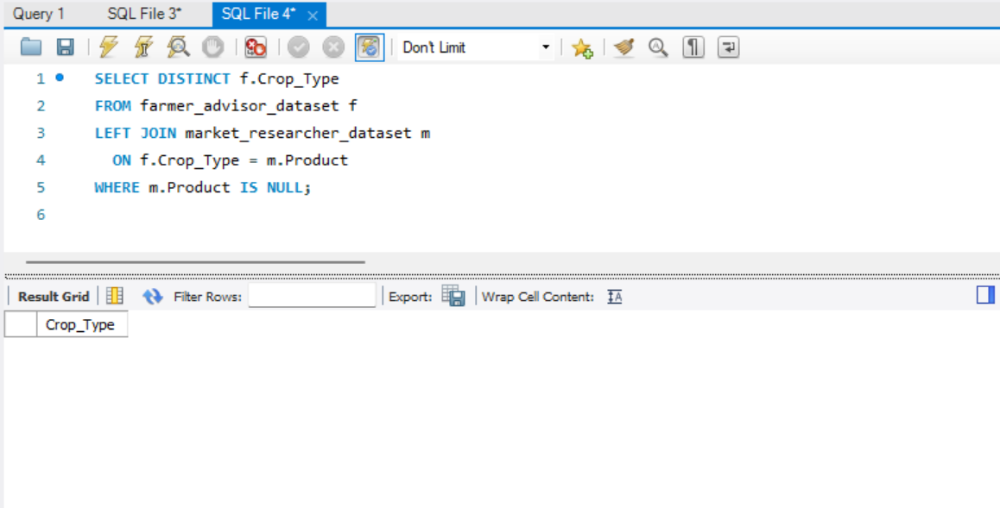 Query 1 SQL File 3* SQL File 4*
Don't Limit
1 SELECT DISTINCT f.Crop_Type
2 FROM farmer_advisor_dataset f
3 LEFT JOIN market_researcher_dataset m
4 ON f.Crop_Type = m.Product
5 WHERE m.Product IS NULL;
6
Result Grid Filter Rows: Export: Wrap Cell Content: IA
Crop_Type